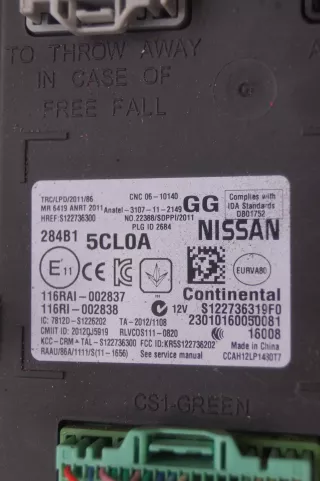 TO THROW AWAY
IN CASE OF
FREE FALL
TRC/LPD/2011/86
MR 6419 ANRT 2011
HREF:S122736300
CNC 06-10140
Anatel-3107-11-2149
NO.22368/SDPPI/2011
PLG ID 2684
GG
Complies with
IDA Standards
DB01752
284B1 5CL0A NISSAN
E11 CE
EURVA80
116RAI-002837
116RI-002838
12V
Continental
S122736319F0
23010160050081
16008
IC: 7812D-S1226202
CMIIT ID: 2012DJ5919
KCC-CRM-TAL-S122736300
RAAU/86A/1111/S(11-1656)
TA-2012/1108
RLVCOS111-0820
FCC ID:KR5S122736202
See service manual
Made in China
CCAH12LP1430T7
CS1-GREEN